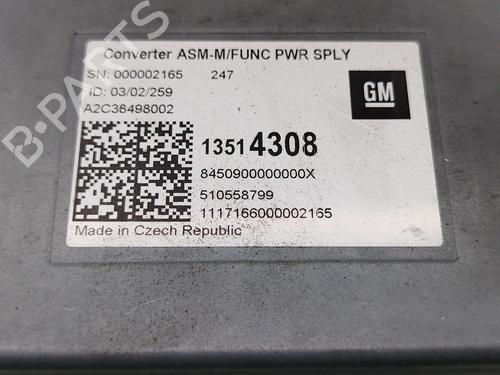 Converter ASM-M/FUNC PWR SPLY
SN: 000002165 247
ID: 03/02/259
A2C38498002
GM
13514308
8450900000000X
510558799
1117166000002165
Made in Czech Republic
B-PARTS